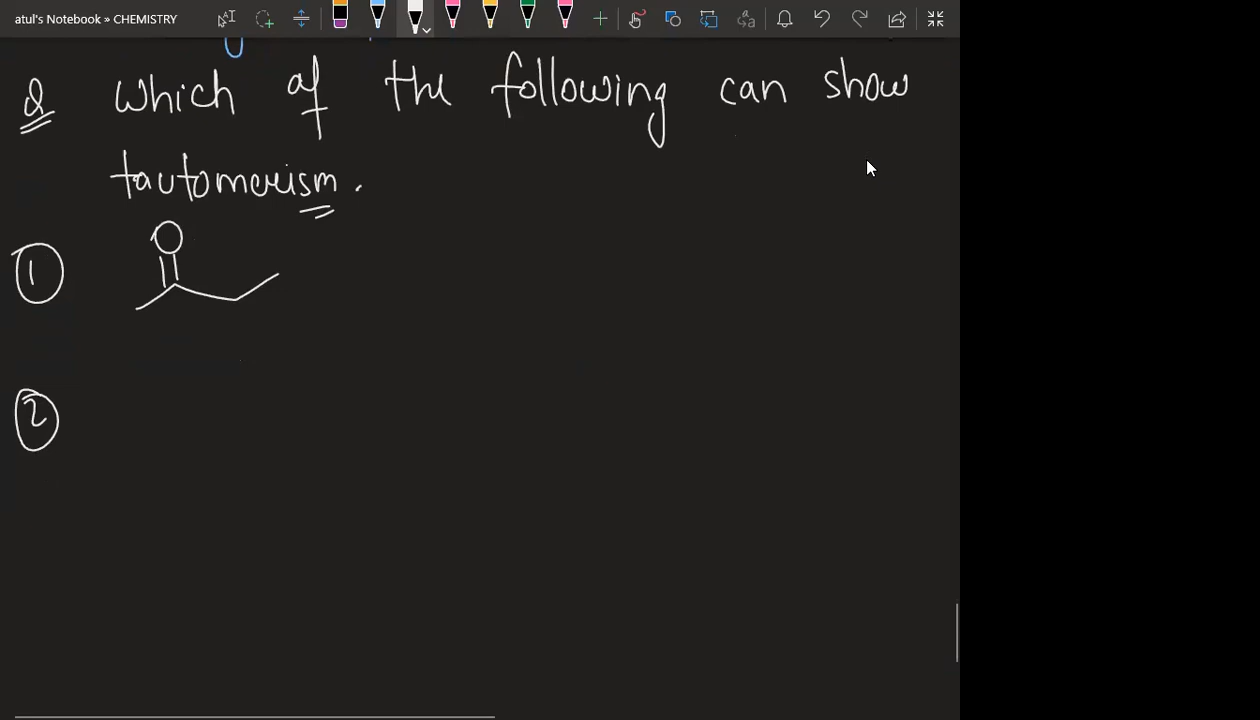 atul's Notebook » CHEMISTRY
Q which of the following can show
tautomerism.
1
O
2